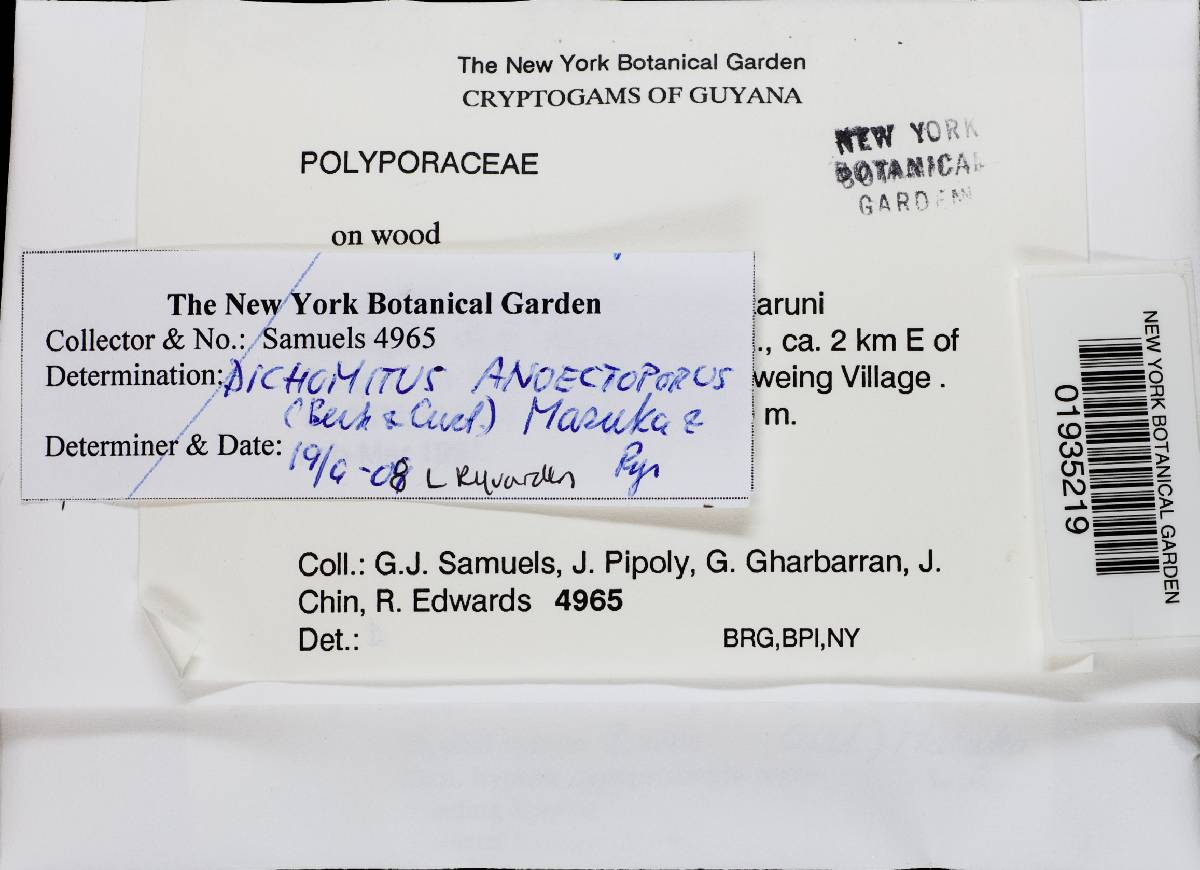 The New York Botanical Garden
CRYPTOGAMS OF GUYANA
NEW YORK
BOTANICAL
GARDEN
POLYPORACEAE
on wood
aruni
., ca. 2 km E of
weing Village .
m.
The New York Botanical Garden
Collector & No.: Samuels 4965
Determination: DICHOMITUS ANOECTOPORUS
(Berk & Curt.) Masuka &
Ryv
Determiner & Date: 19/9-08 L Ryvarden
Coll.: G.J. Samuels, J. Pipoly, G. Gharbarran, J.
Chin, R. Edwards 4965
Det.:
BRG,BPI,NY
NEW YORK BOTANICAL GARDEN
01935219